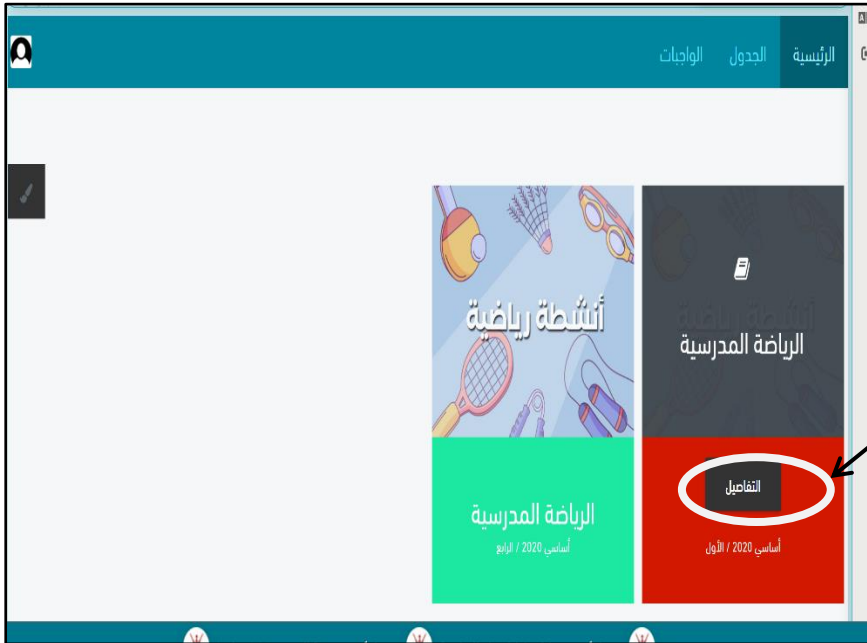 الرئيسية الجدول الواجبات
الرياضة المدرسية
التفاصيل
أساسي 2020 / الأول
أنشطة رياضية
الرياضة المدرسية
أساسي 2020 / الرابع